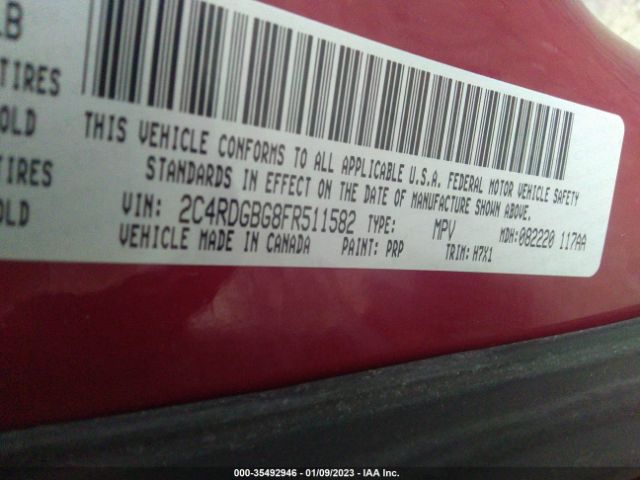 LB
TIRES
OLD
TIRES
OLD
THIS VEHICLE CONFORMS TO ALL APPLICABLE U.S.A. FEDERAL MOTOR VEHICLE SAFETY
STANDARDS IN EFFECT ON THE DATE OF MANUFACTURE SHOWN ABOVE.
VIN: 2C4RDGBG8FR511582 TYPE: MPV MDH:082220 117AA
VEHICLE MADE IN CANADA PAINT: PRP TRIM: H7X1
000-35492946 - 01/09/2023 - IAA Inc.